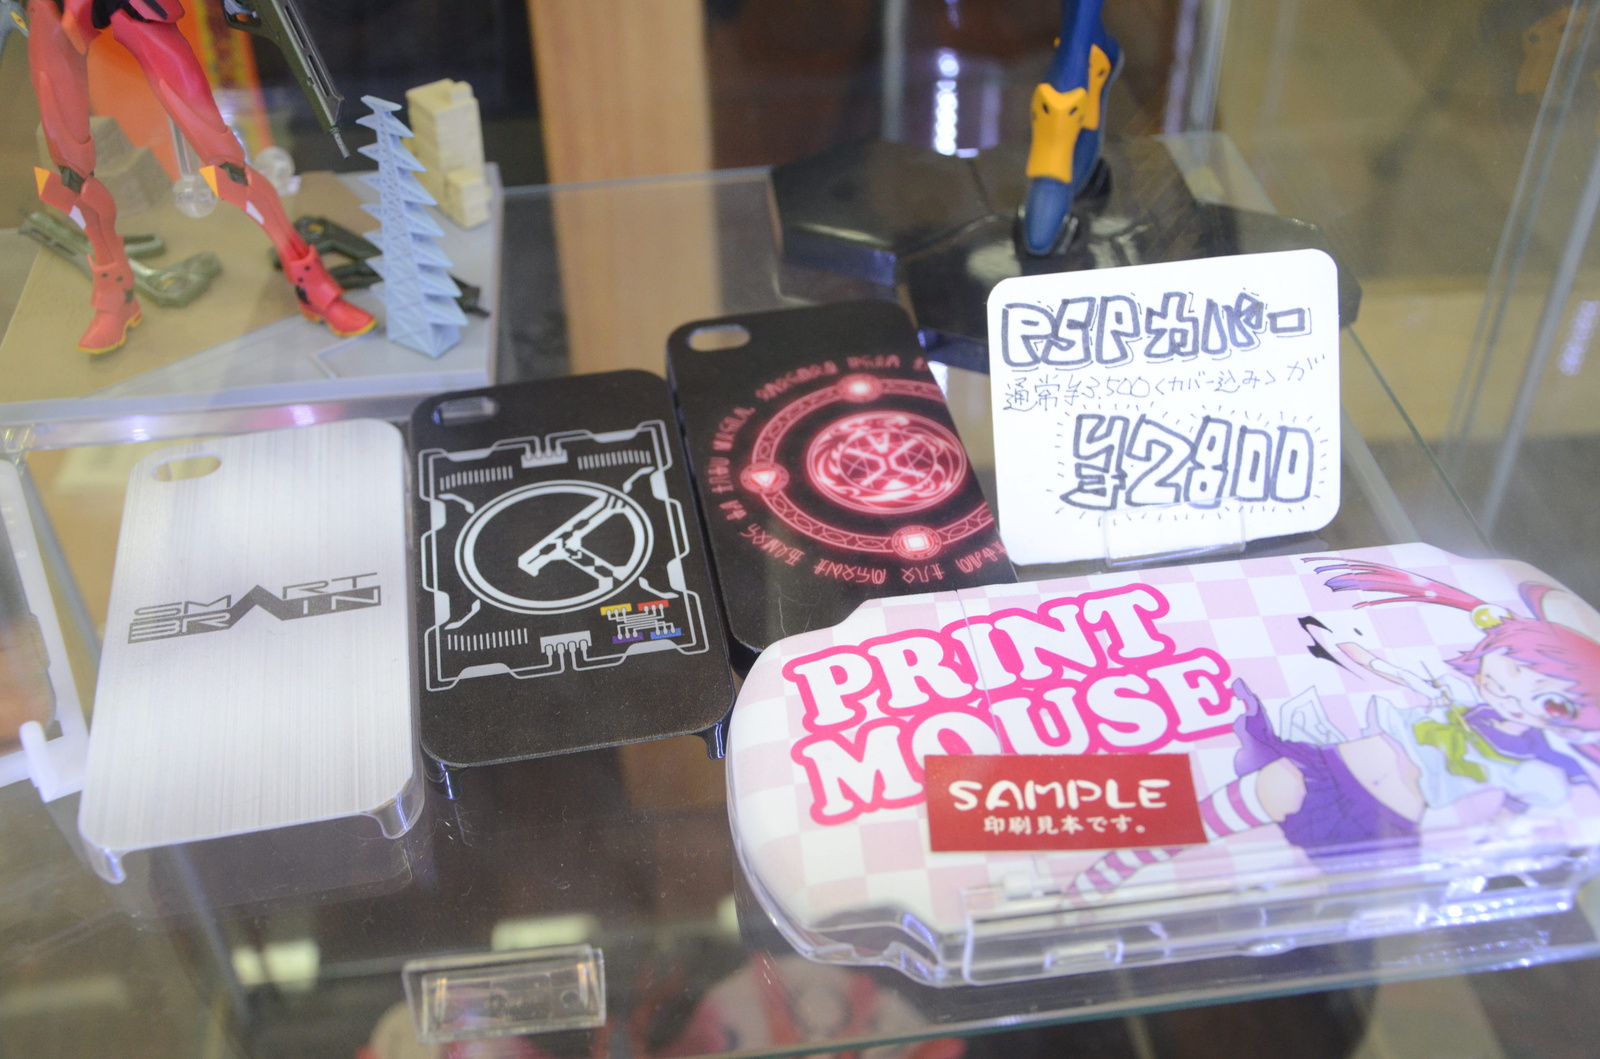 PSPカバー
通常¥3,500<カバー込み>が
¥2800
SMART
BRAIN
PRINT
MOUSE
SAMPLE
印刷見本です。